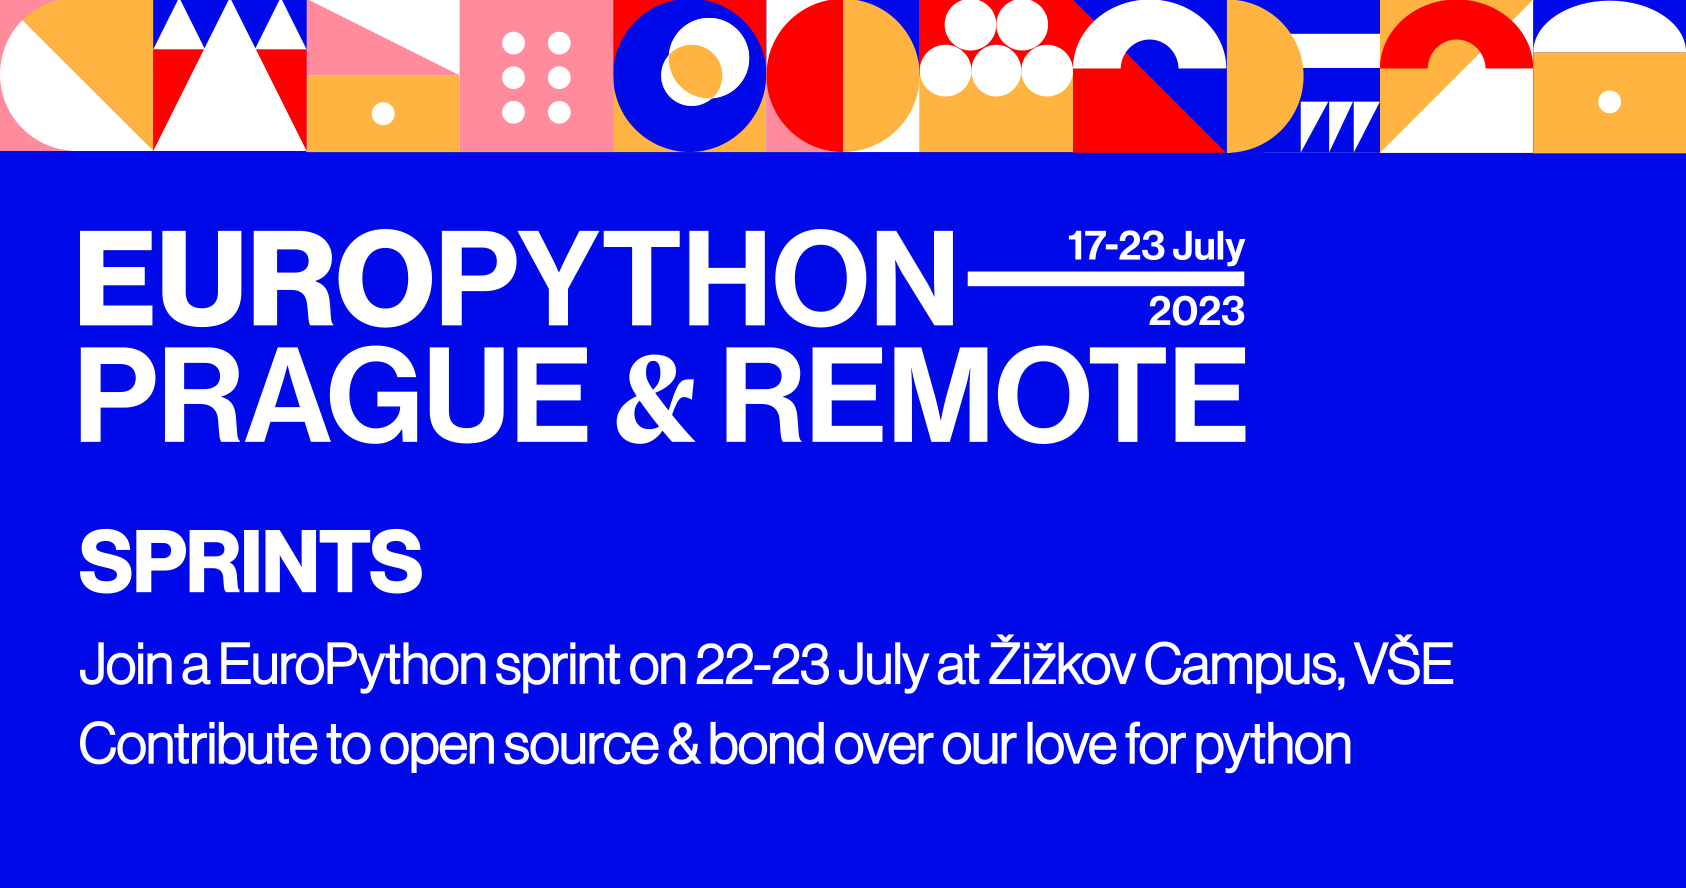 EUROPYTHON
17-23 July
2023
PRAGUE & REMOTE
SPRINTS
Join a EuroPython sprint on 22-23 July at Žižkov Campus, VŠE
Contribute to open source & bond over our love for python